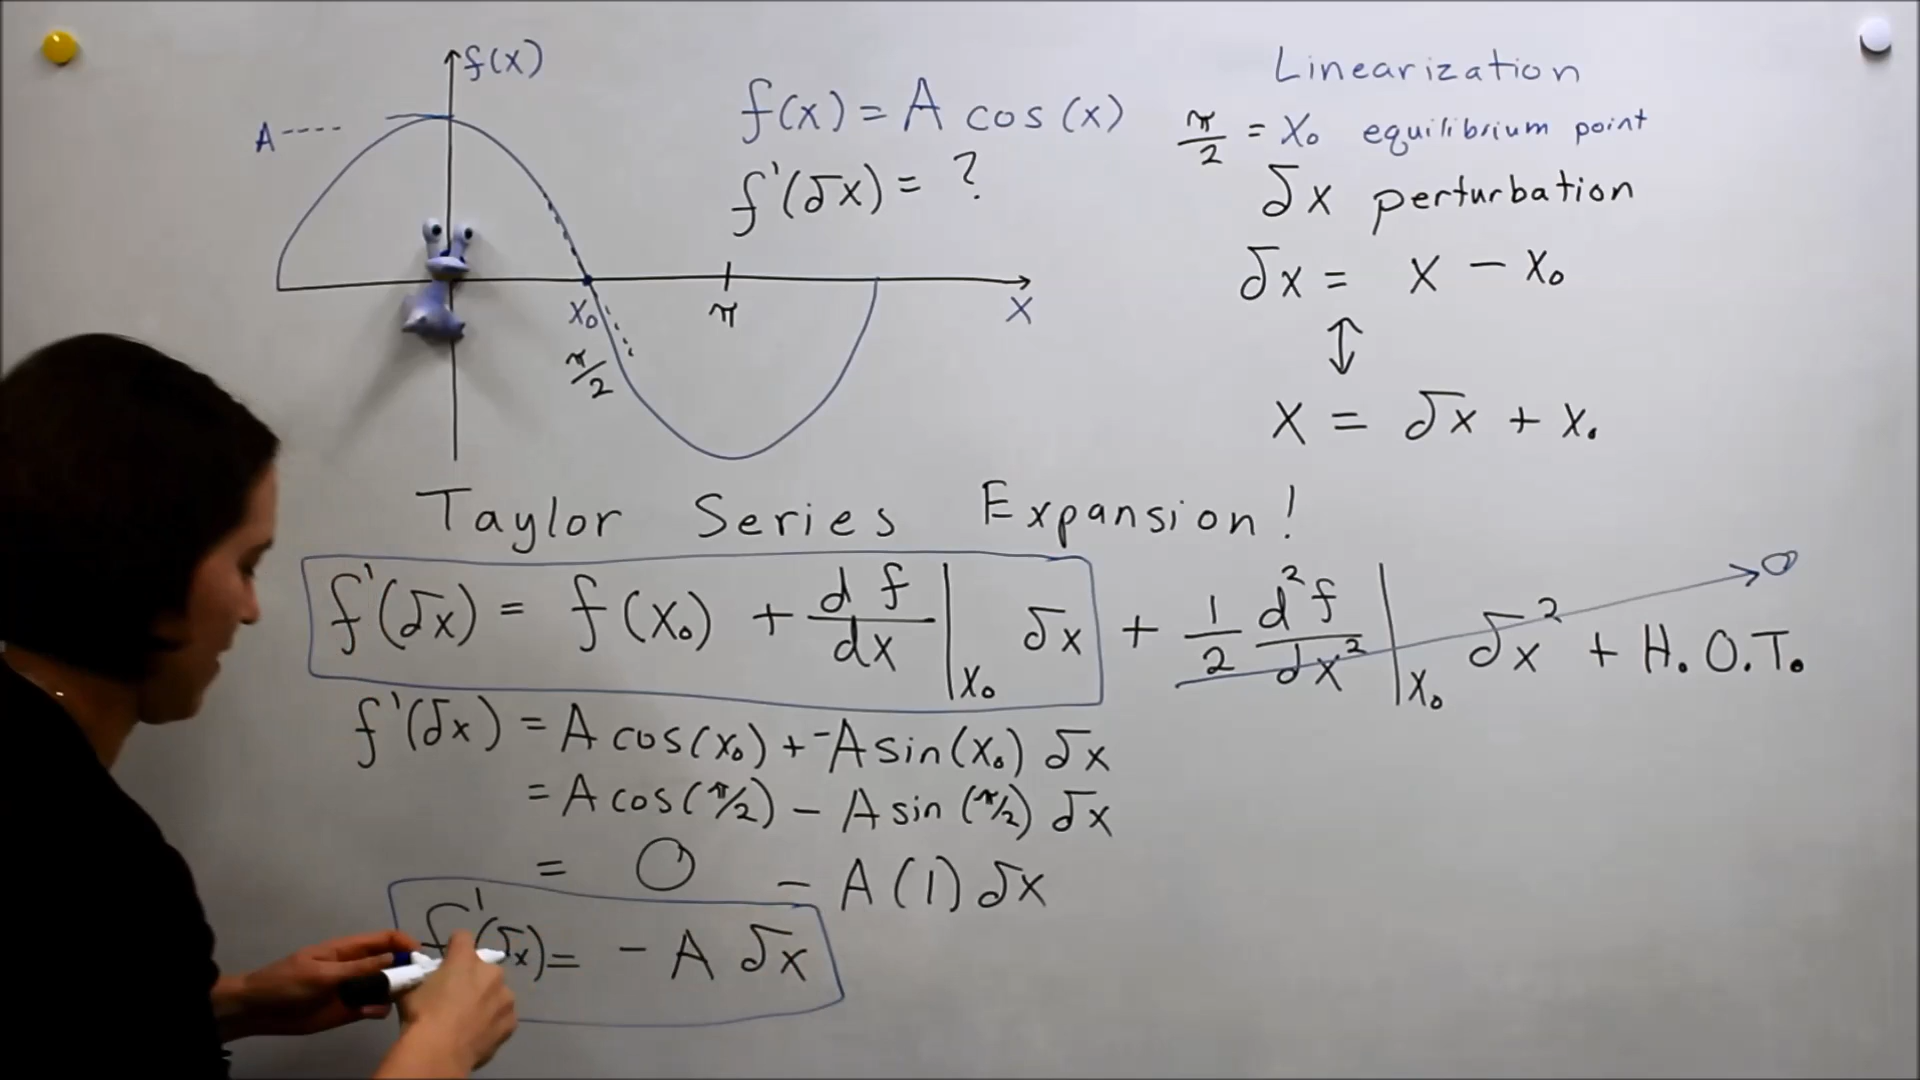 f(x)
A
x₀
π/2
π
x
f(x) = A cos(x)
f'(δx) = ?
Linearization
π/2 = x₀ equilibrium point
δx perturbation
δx = x - x₀
↕
x = δx + x₀
Taylor Series Expansion!
f'(δx) = f(x₀) + df/dx |x₀ δx + 1/2 d²f/dx² |x₀ δx² + H.O.T. → 0
f'(δx) = A cos(x₀) + -A sin(x₀) δx
= A cos(π/2) - A sin(π/2) δx
= 0 - A(1) δx
f'(δx) = - A δx